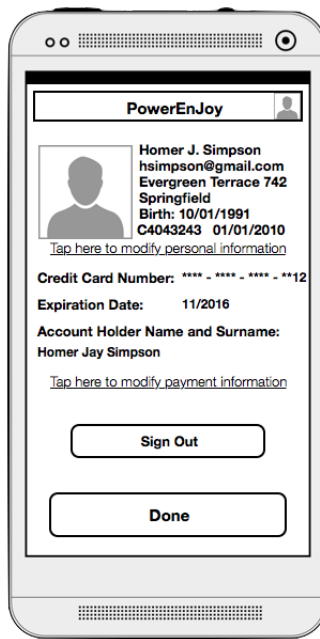 PowerEnJoy
Homer J. Simpson
hsimpson@gmail.com
Evergreen Terrace 742
Springfield
Birth: 10/01/1991
C4043243 01/01/2010
Tap here to modify personal information
Credit Card Number: **** - **** - **** - **12
Expiration Date: 11/2016
Account Holder Name and Surname:
Homer Jay Simpson
Tap here to modify payment information
Sign Out
Done